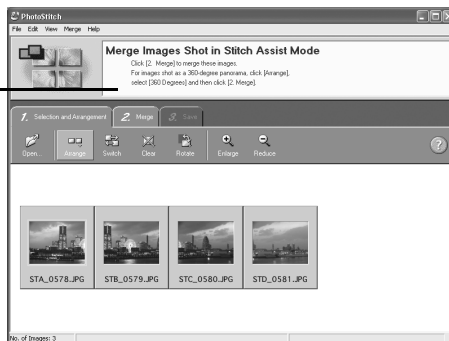 PhotoStitch
File Edit View Merge Help
Merge Images Shot in Stitch Assist Mode
Click [2. Merge] to merge these images.
For images shot as a 360-degree panorama, click [Arrange],
select [360 Degrees] and then click [2. Merge].
1. Selection and Arrangement 2. Merge 3. Save
Open... Arrange Switch Clear Rotate Enlarge Reduce ?
STA_0578.JPG STB_0579.JPG STC_0580.JPG STD_0581.JPG
No. of Images: 3